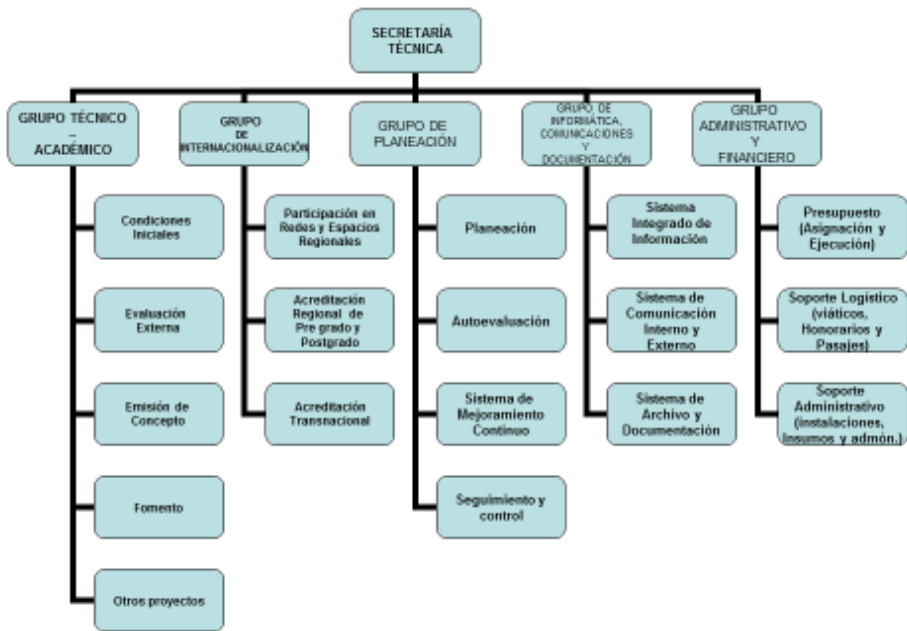 SECRETARÍA
TÉCNICA
GRUPO TÉCNICO
–
ACADÉMICO
GRUPO
DE
INTERNACIONALIZACIÓN
GRUPO DE
PLANEACIÓN
GRUPO DE
INFORMÁTICA,
COMUNICACIONES
Y
DOCUMENTACIÓN
GRUPO
ADMINISTRATIVO
Y
FINANCIERO
Condiciones
Iniciales
Evaluación
Externa
Emisión de
Concepto
Fomento
Otros proyectos
Participación en
Redes y Espacios
Regionales
Acreditación
Regional de
Pre grado y
Postgrado
Acreditación
Transnacional
Planeación
Autoevaluación
Sistema de
Mejoramiento
Continuo
Seguimiento y
control
Sistema
Integrado de
Información
Sistema de
Comunicación
Interno y
Externo
Sistema de
Archivo y
Documentación
Presupuesto
(Asignación y
Ejecución)
Soporte Logístico
(viáticos,
Honorarios y
Pasajes)
Soporte
Administrativo
(instalaciones,
Insumos y admón.)